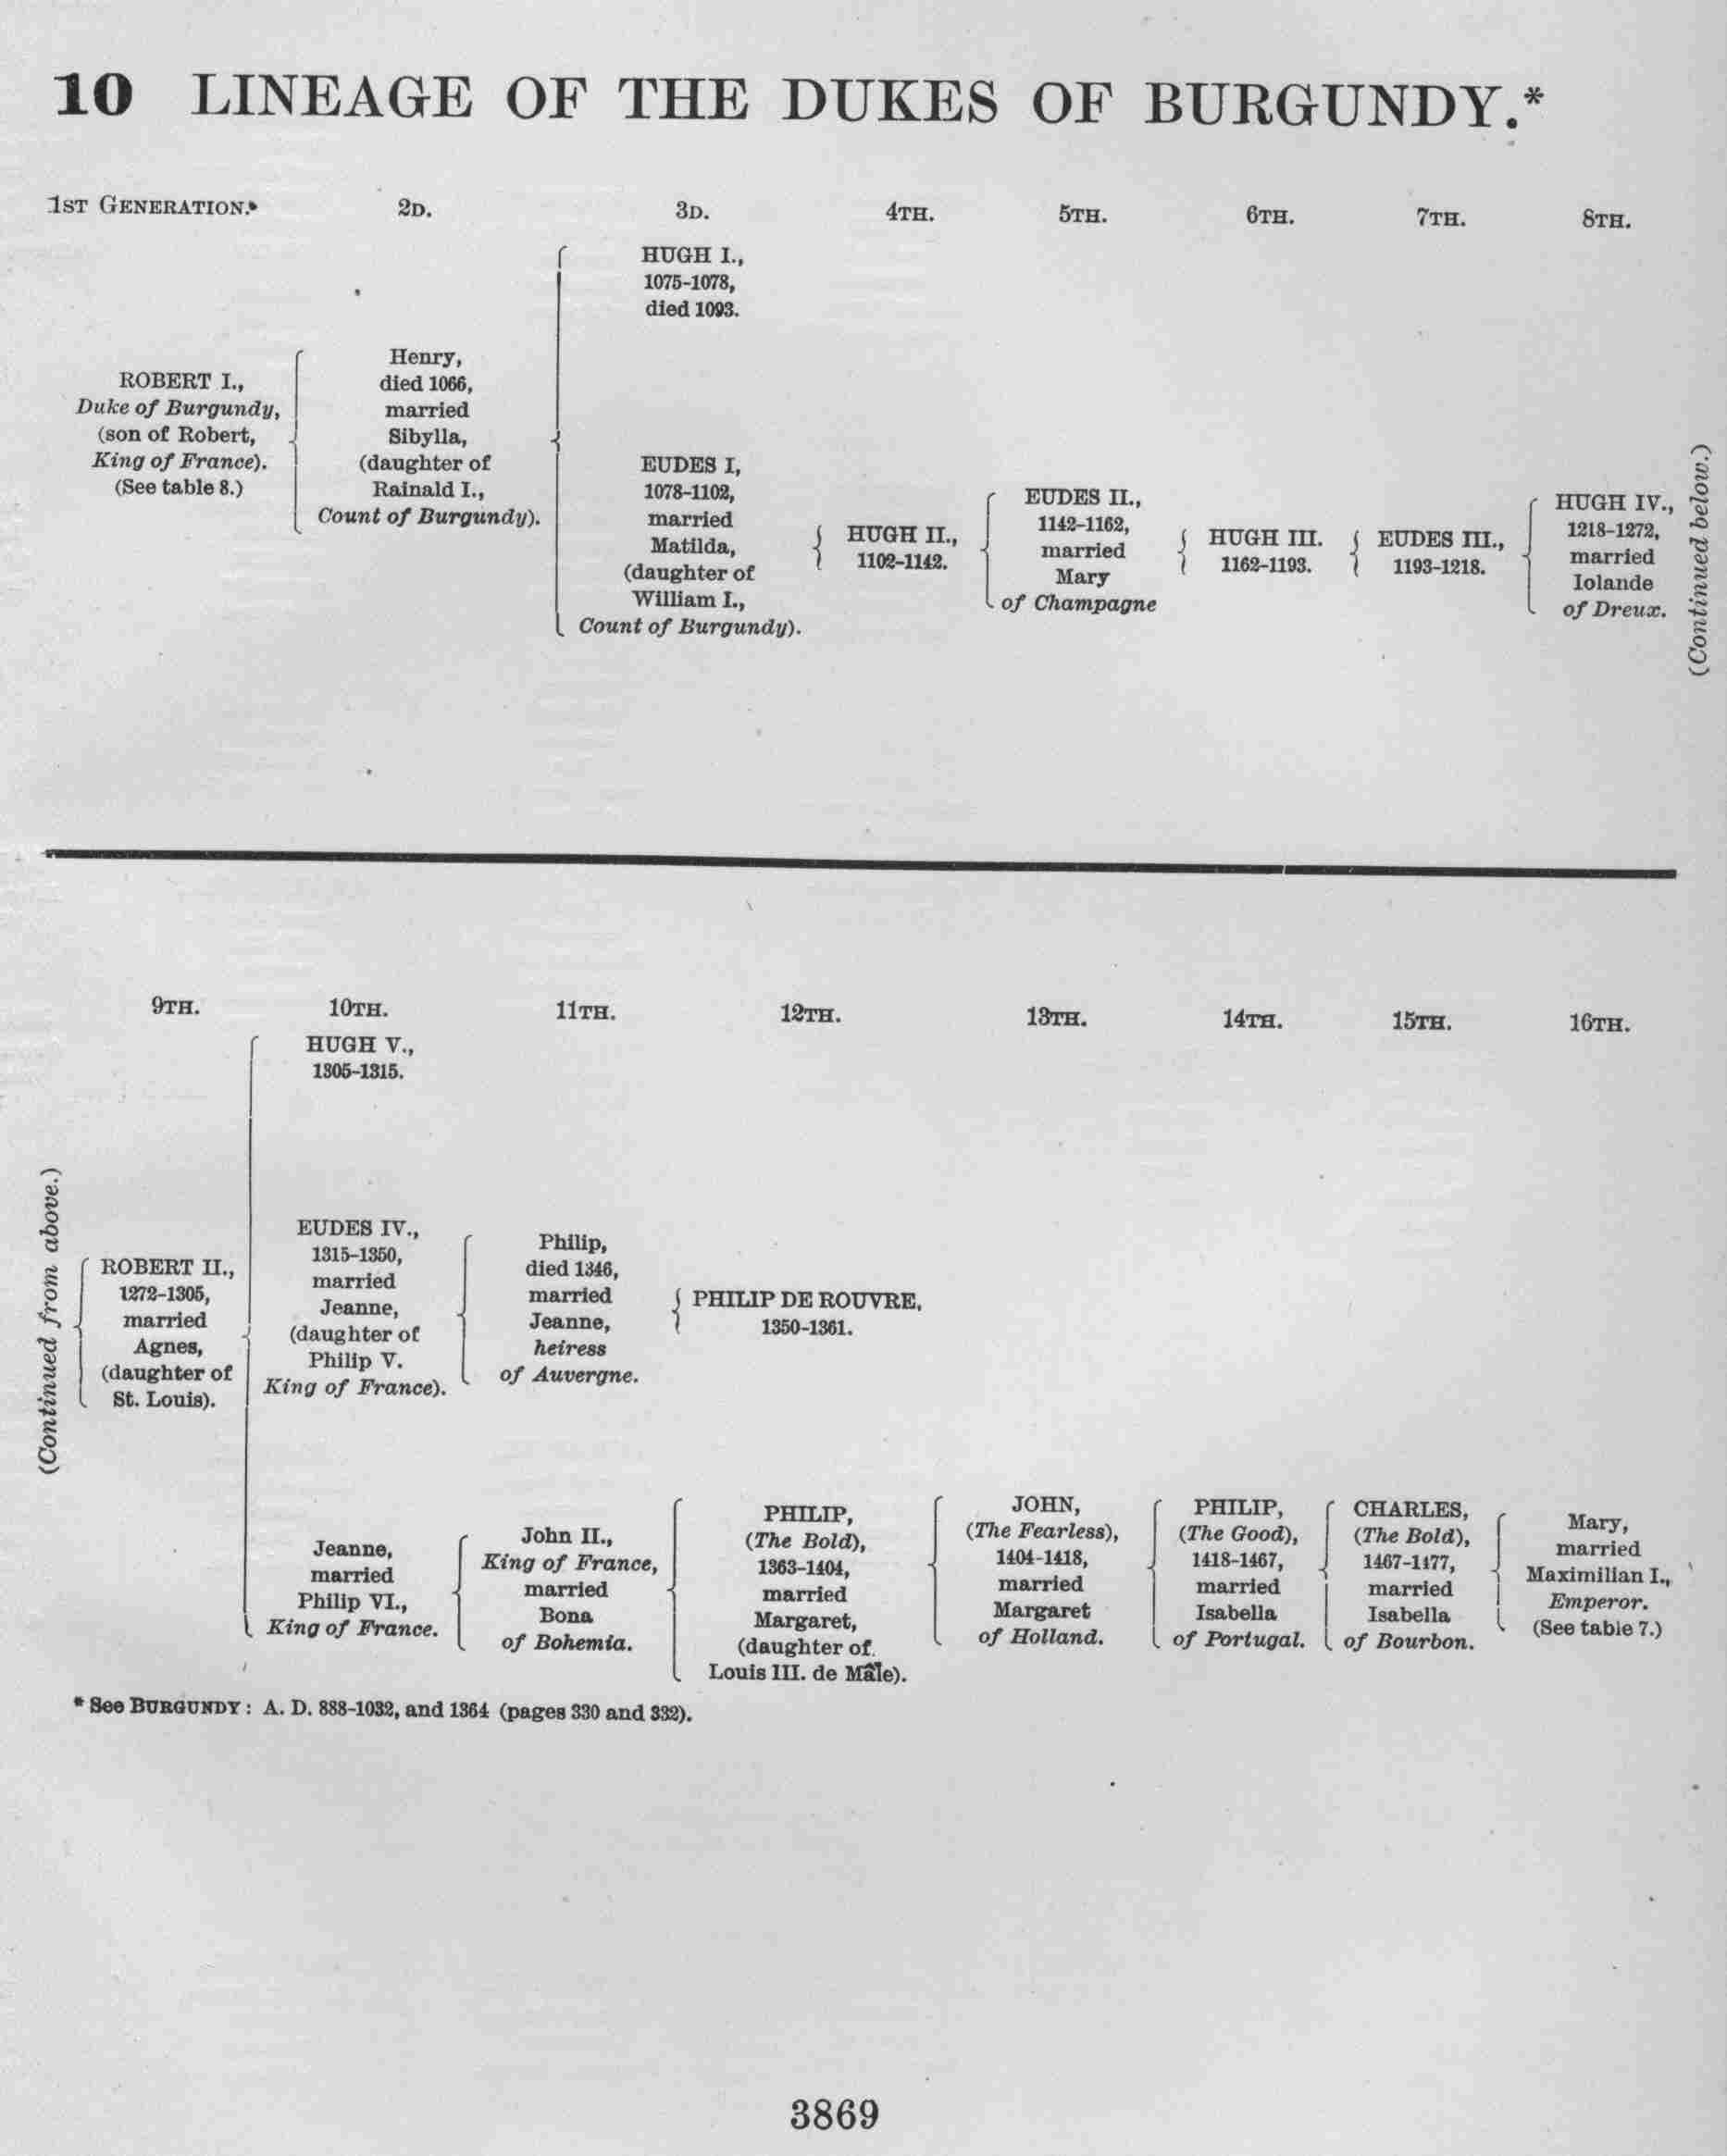 10 LINEAGE OF THE DUKES OF BURGUNDY.*
1ST GENERATION.*
2D.
3D.
4TH.
5TH.
6TH.
7TH.
8TH.
ROBERT I.,
Duke of Burgundy,
(son of Robert,
King of France).
(See table 8.)
Henry,
died 1066,
married
Sibylla,
(daughter of
Rainald I.,
Count of Burgundy).
HUGH I.,
1075-1078,
died 1093.
EUDES I,
1078-1102,
married
Matilda,
(daughter of
William I.,
Count of Burgundy).
HUGH II.,
1102-1142.
EUDES II.,
1142-1162,
married
Mary
of Champagne
HUGH III.
1162-1193.
EUDES III.,
1193-1218.
HUGH IV.,
1218-1272,
married
Iolande
of Dreux.
(Continued below.)
9TH.
10TH.
11TH.
12TH.
13TH.
14TH.
15TH.
16TH.
(Continued from above.)
ROBERT II.,
1272-1305,
married
Agnes,
(daughter of
St. Louis).
HUGH V.,
1305-1315.
EUDES IV.,
1315-1350,
married
Jeanne,
(daughter of
Philip V.
King of France).
Philip,
died 1346,
married
Jeanne,
heiress
of Auvergne.
PHILIP DE ROUVRE,
1350-1361.
Jeanne,
married
Philip VI.,
King of France.
John II.,
King of France,
married
Bona
of Bohemia.
PHILIP,
(The Bold),
1363-1404,
married
Margaret,
(daughter of
Louis III. de Mâle).
JOHN,
(The Fearless),
1404-1418,
married
Margaret
of Holland.
PHILIP,
(The Good),
1418-1467,
married
Isabella
of Portugal.
CHARLES,
(The Bold),
1467-1477,
married
Isabella
of Bourbon.
Mary,
married
Maximilian I.,
Emperor.
(See table 7.)
* See BURGUNDY: A. D. 888-1032, and 1364 (pages 330 and 332).
3869